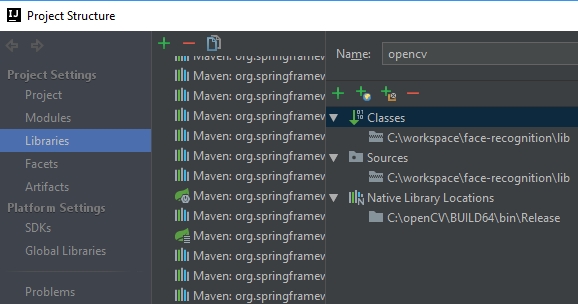 Project Structure
Project Settings
Project
Modules
Libraries
Facets
Artifacts
Platform Settings
SDKs
Global Libraries
Problems
Maven: org.springframew
Maven: org.springframew
Maven: org.springframew
Maven: org.springframew
Maven: org.springframew
Maven: org.springframew
Maven: org.springframew
Maven: org.springframew
Maven: org.springframew
Maven: org.springframew
Maven: org.springframew
Maven: org.springframew
Maven: org.springframew
Name: opencv
Classes
C:\workspace\face-recognition\lib
Sources
C:\workspace\face-recognition\lib
Native Library Locations
C:\openCV\BUILD64\bin\Release